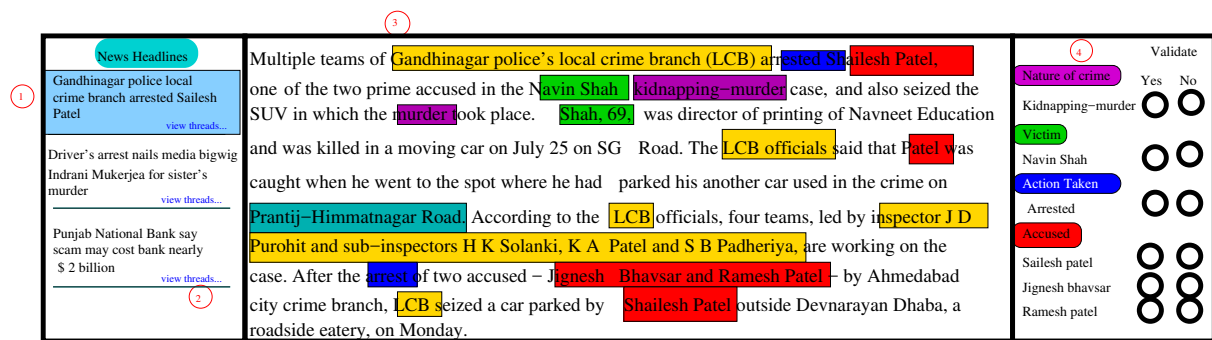 1
News Headlines
Gandhinagar police local
crime branch arrested Sailesh
Patel
view threads...
Driver's arrest nails media bigwig
Indrani Mukerjea for sister's
murder
view threads...
Punjab National Bank say
scam may cost bank nearly
$ 2 billion
view threads...
2
3
Multiple teams of Gandhinagar police's local crime branch (LCB) arrested Shailesh Patel,
one of the two prime accused in the Navin Shah kidnapping−murder case, and also seized the
SUV in which the murder took place. Shah, 69, was director of printing of Navneet Education
and was killed in a moving car on July 25 on SG Road. The LCB officials said that Patel was
caught when he went to the spot where he had parked his another car used in the crime on
Prantij−Himmatnagar Road. According to the LCB officials, four teams, led by inspector J D
Purohit and sub−inspectors H K Solanki, K A Patel and S B Padheriya, are working on the
case. After the arrest of two accused − Jignesh Bhavsar and Ramesh Patel − by Ahmedabad
city crime branch, LCB seized a car parked by Shailesh Patel outside Devnarayan Dhaba, a
roadside eatery, on Monday.
4
Validate
Nature of crime
Yes No
Kidnapping−murder
Victim
Navin Shah
Action Taken
Arrested
Accused
Sailesh patel
Jignesh bhavsar
Ramesh patel